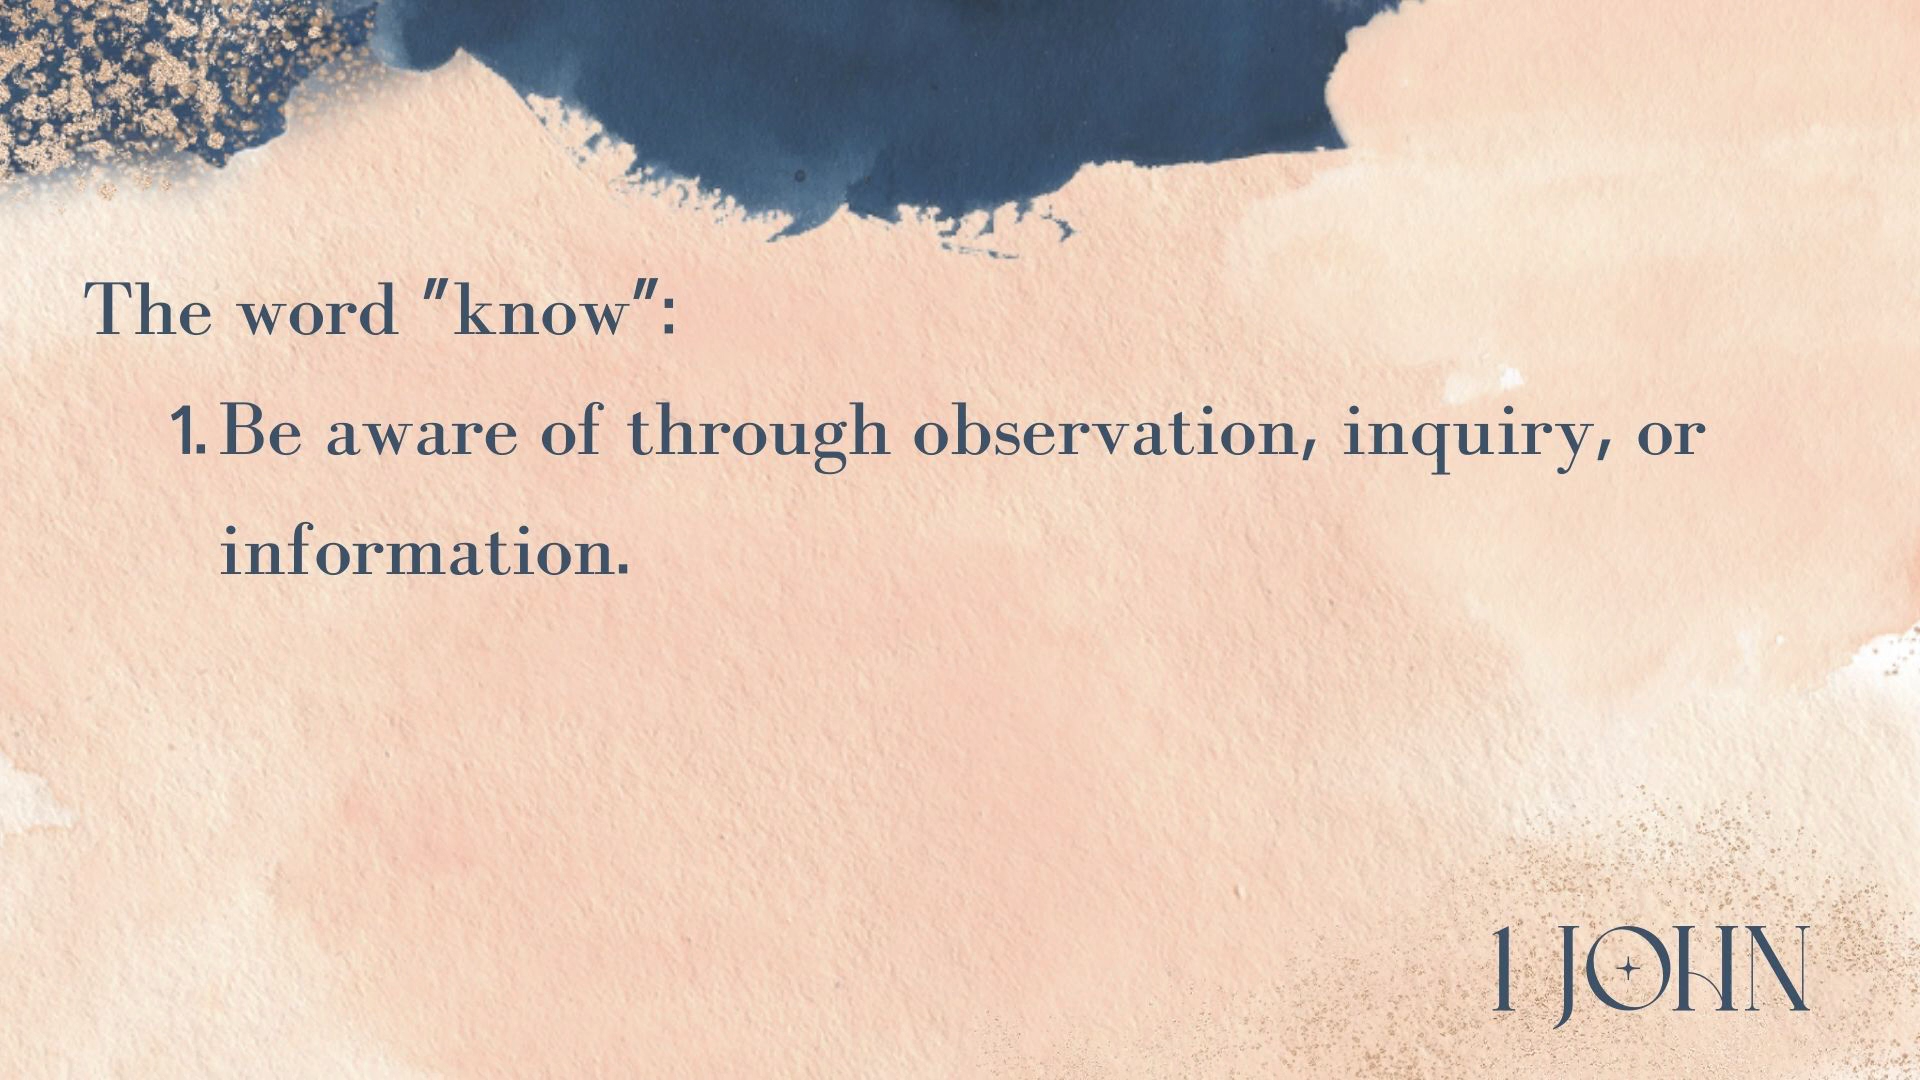 The word "know":
1. Be aware of through observation, inquiry, or
information.
1 JOHN